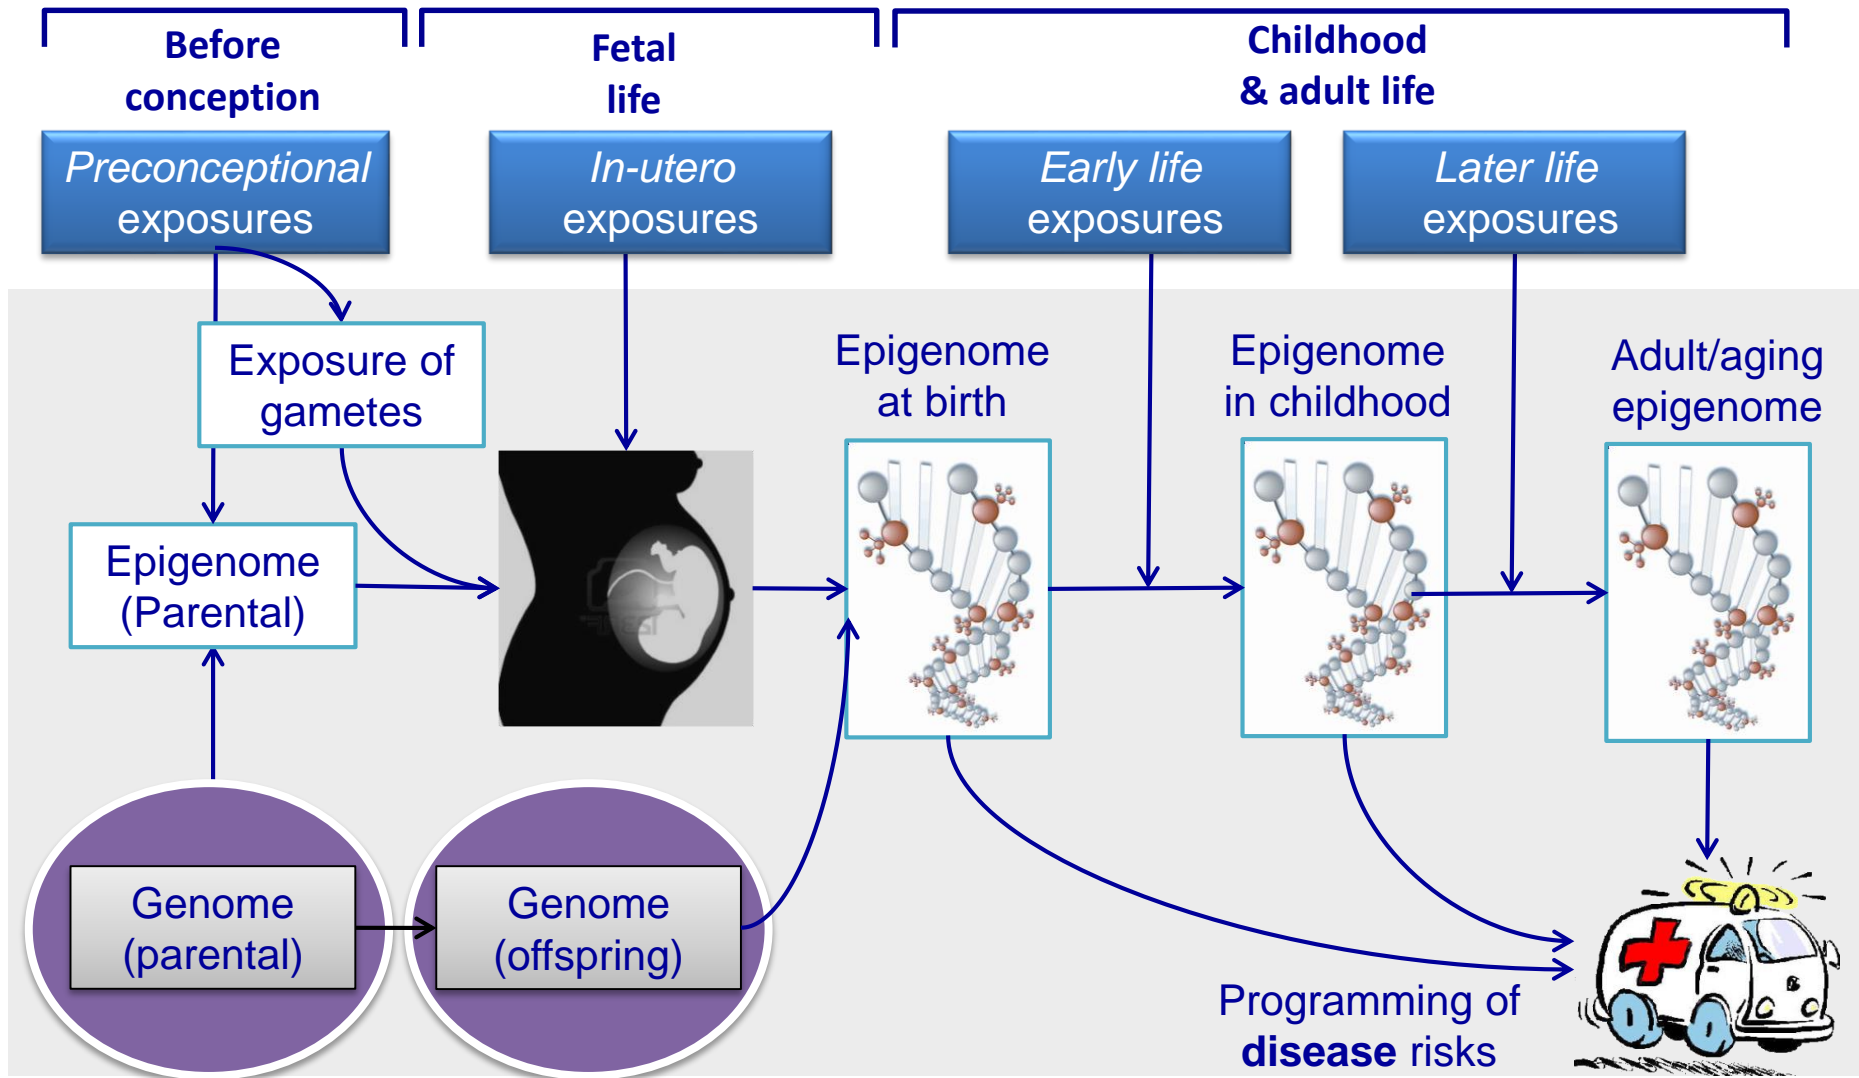 Before
conception
Fetal
life
Childhood
& adult life
Preconceptional
exposures
In-utero
exposures
Early life
exposures
Later life
exposures
Exposure of
gametes
Epigenome
at birth
Epigenome
in childhood
Adult/aging
epigenome
Epigenome
(Parental)
Genome
(parental)
Genome
(offspring)
Programming of
disease risks